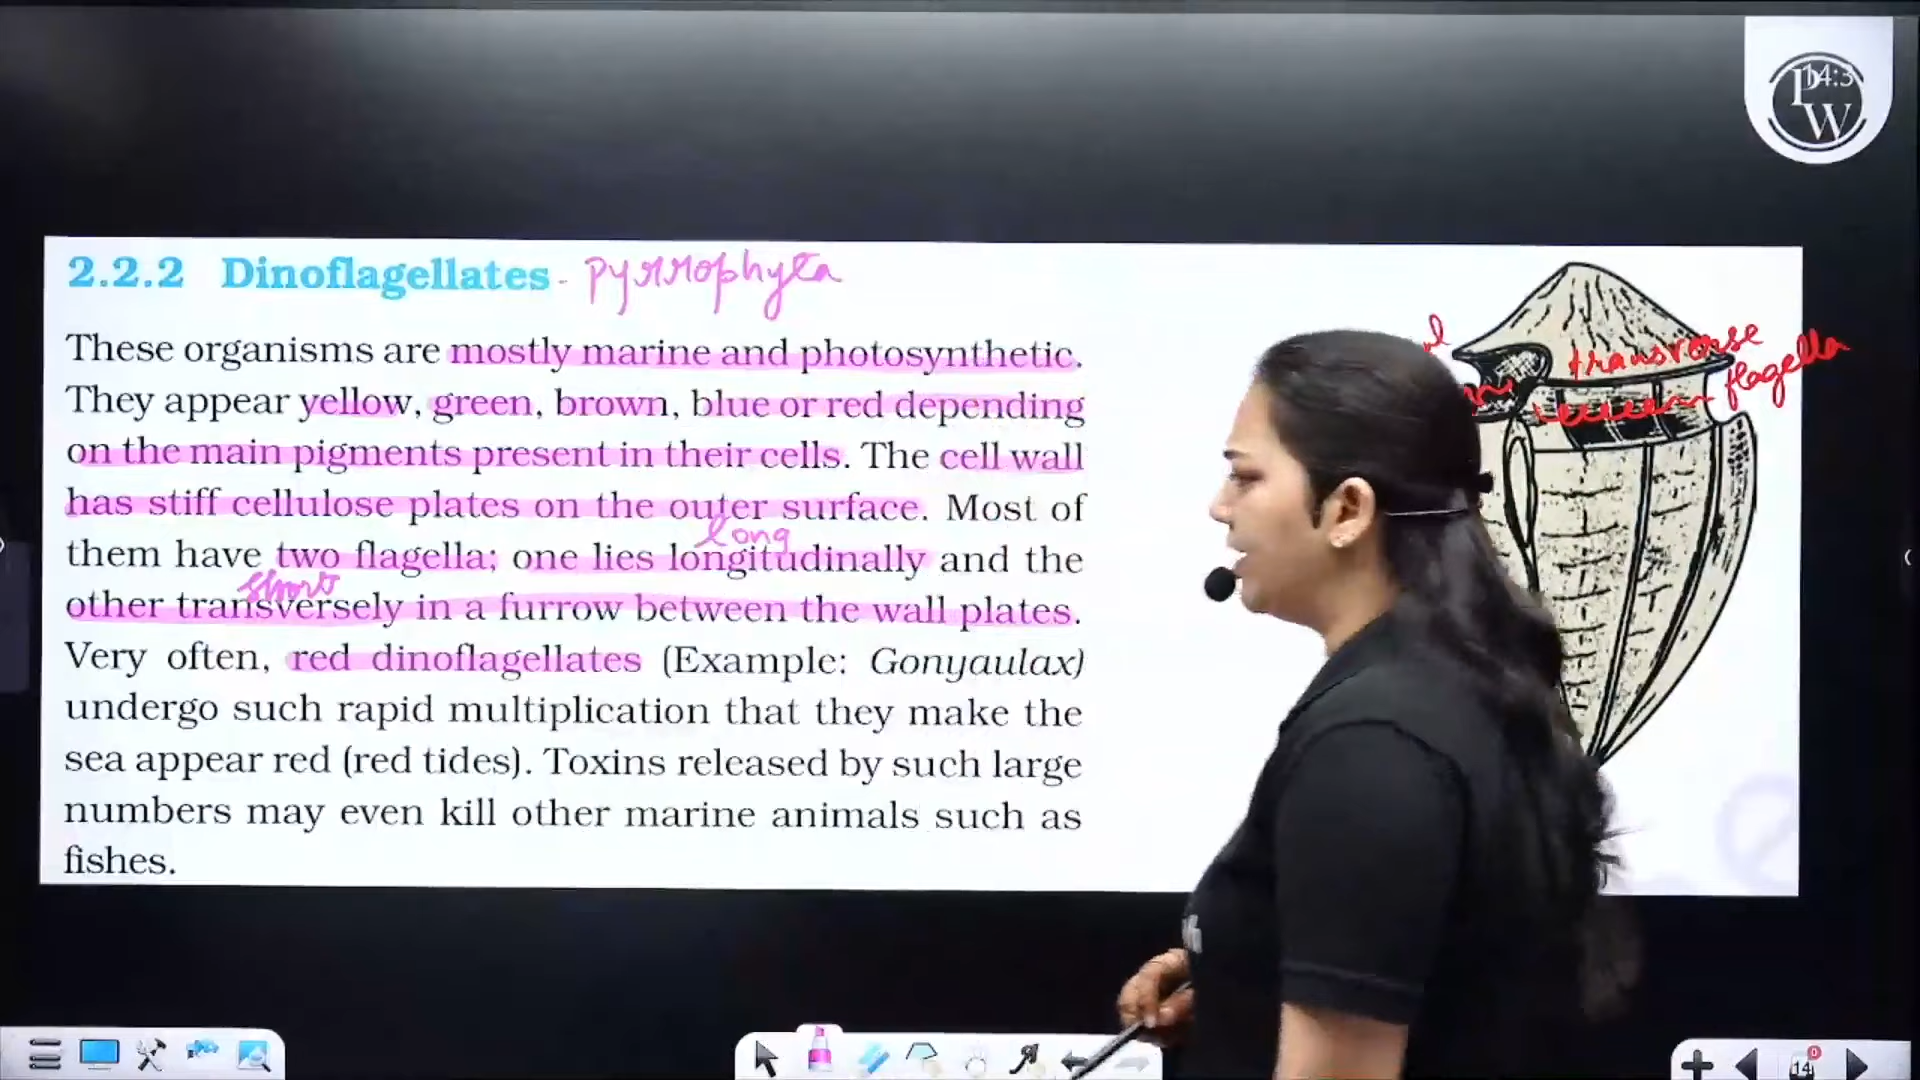 14:3
PW
2.2.2 Dinoflagellates - pyrrophyta
These organisms are mostly marine and photosynthetic.
They appear yellow, green, brown, blue or red depending
on the main pigments present in their cells. The cell wall
has stiff cellulose plates on the outer surface. Most of
long
them have two flagella; one lies longitudinally and the
short
other transversely in a furrow between the wall plates.
Very often, red dinoflagellates (Example: Gonyaulax)
undergo such rapid multiplication that they make the
sea appear red (red tides). Toxins released by such large
numbers may even kill other marine animals such as
fishes.
transverse
flagella
14
0